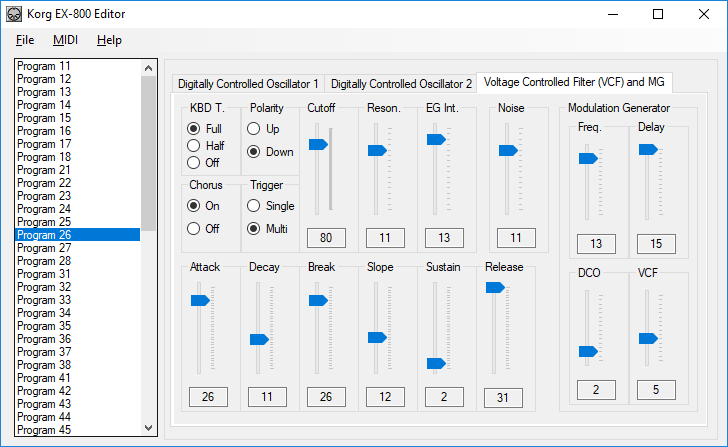 Korg EX-800 Editor
File MIDI Help
Program 11
Program 12
Program 13
Program 14
Program 15
Program 16
Program 17
Program 18
Program 21
Program 22
Program 23
Program 24
Program 25
Program 26
Program 27
Program 28
Program 31
Program 32
Program 33
Program 34
Program 35
Program 36
Program 37
Program 38
Program 41
Program 42
Program 43
Program 44
Program 45
Digitally Controlled Oscillator 1 Digitally Controlled Oscillator 2 Voltage Controlled Filter (VCF) and MG
KBD T. Polarity Cutoff Reson. EG Int. Noise Modulation Generator
Freq. Delay
Full Up
Half Down
Off
Chorus Trigger
On Single
Off Multi
80 11 13 11 13 15
Attack Decay Break Slope Sustain Release DCO VCF
26 11 26 12 2 31 2 5